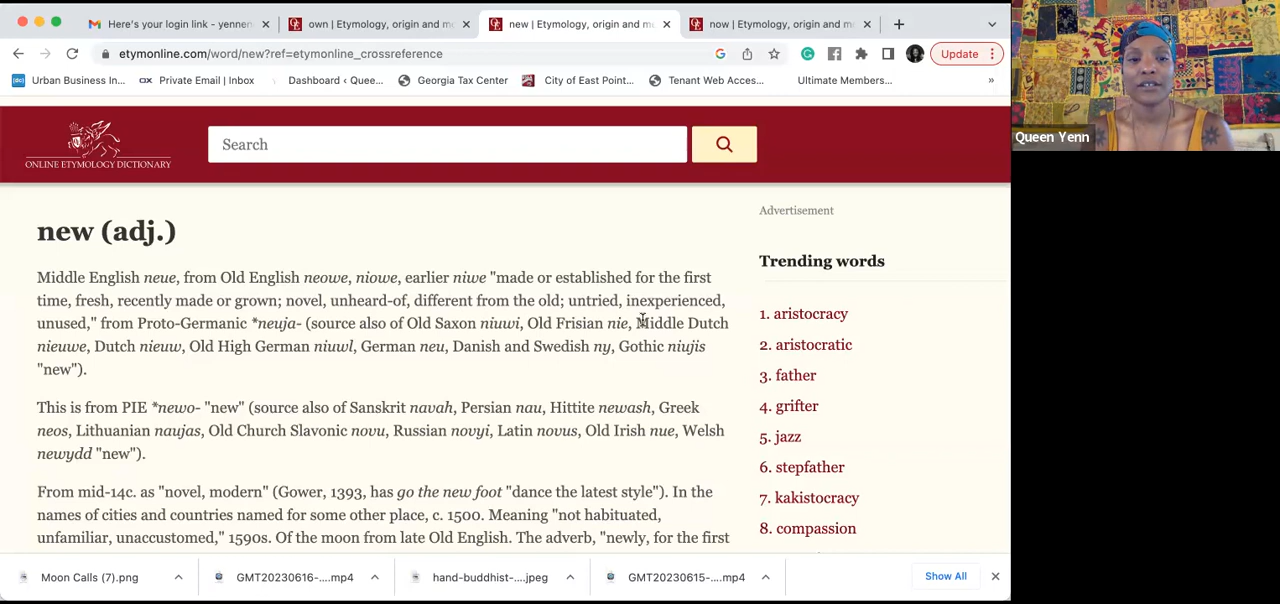 Here's your login link - yennen
own | Etymology, origin and mo
new | Etymology, origin and mu
now | Etymology, origin and me
etymonline.com/word/new?ref=etymonline_crossreference
Update
Urban Business In...
Private Email | Inbox
Dashboard ‹ Quee...
Georgia Tax Center
City of East Point...
Tenant Web Acces...
Ultimate Members...
»
Queen Yenn
ONLINE ETYMOLOGY DICTIONARY
Search
new (adj.)
Middle English neue, from Old English neowe, niowe, earlier niwe "made or established for the first
time, fresh, recently made or grown; novel, unheard-of, different from the old; untried, inexperienced,
unused," from Proto-Germanic *neuja- (source also of Old Saxon niuwi, Old Frisian nie, Middle Dutch
nieuwe, Dutch nieuw, Old High German niuwl, German neu, Danish and Swedish ny, Gothic niujis
"new").
This is from PIE *newo- "new" (source also of Sanskrit navah, Persian nau, Hittite newash, Greek
neos, Lithuanian naujas, Old Church Slavonic novu, Russian novyi, Latin novus, Old Irish nue, Welsh
newydd "new").
From mid-14c. as "novel, modern" (Gower, 1393, has go the new foot "dance the latest style"). In the
names of cities and countries named for some other place, c. 1500. Meaning "not habituated,
unfamiliar, unaccustomed," 1590s. Of the moon from late Old English. The adverb, "newly, for the first
Advertisement
Trending words
1. aristocracy
2. aristocratic
3. father
4. grifter
5. jazz
6. stepfather
7. kakistocracy
8. compassion
Moon Calls (7).png
GMT20230616-....mp4
hand-buddhist-....jpeg
GMT20230615-....mp4
Show All